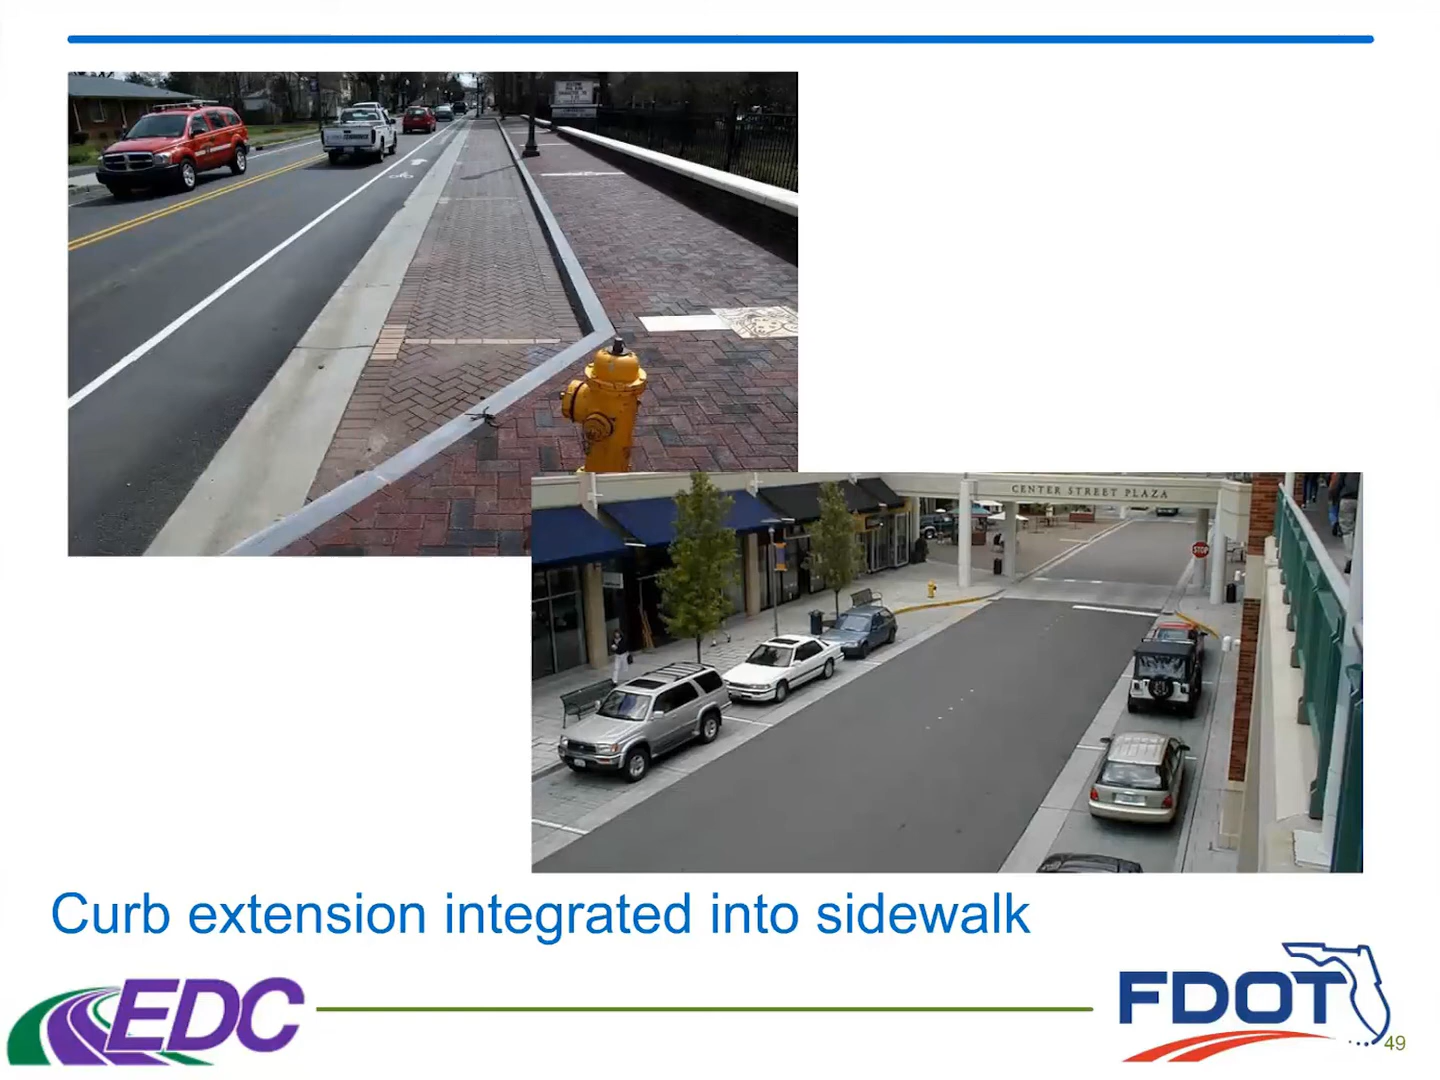 CENTER STREET PLAZA
STOP
Curb extension integrated into sidewalk
EDC
FDOT
49